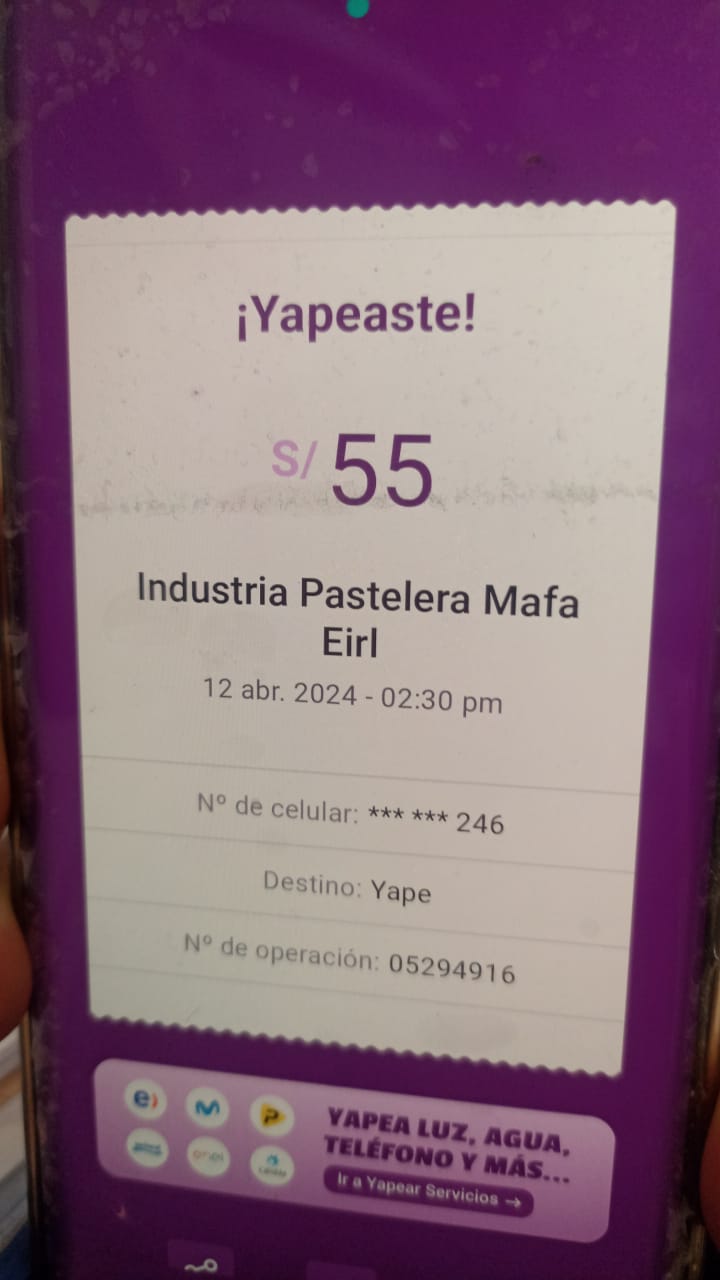 ¡Yapeaste!
S/ 55
Industria Pastelera Mafa
Eirl
12 abr. 2024 - 02:30 pm
Nº de celular: *** *** 246
Destino: Yape
Nº de operación: 05294916
YAPEA LUZ, AGUA,
TELÉFONO Y MÁS...
Ir a Yapear Servicios →
e)
enel